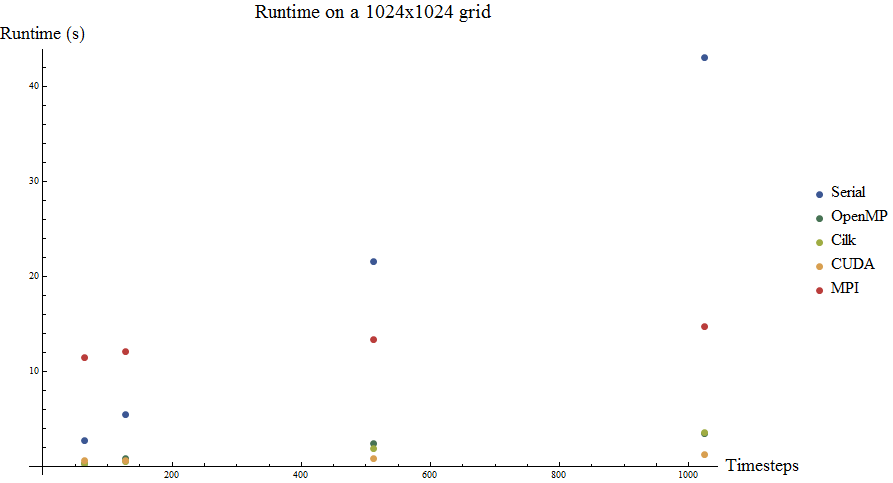 Runtime on a 1024x1024 grid
Runtime (s)
40
30
20
10
200
400
600
800
1000
Timesteps
Serial
OpenMP
Cilk
CUDA
MPI